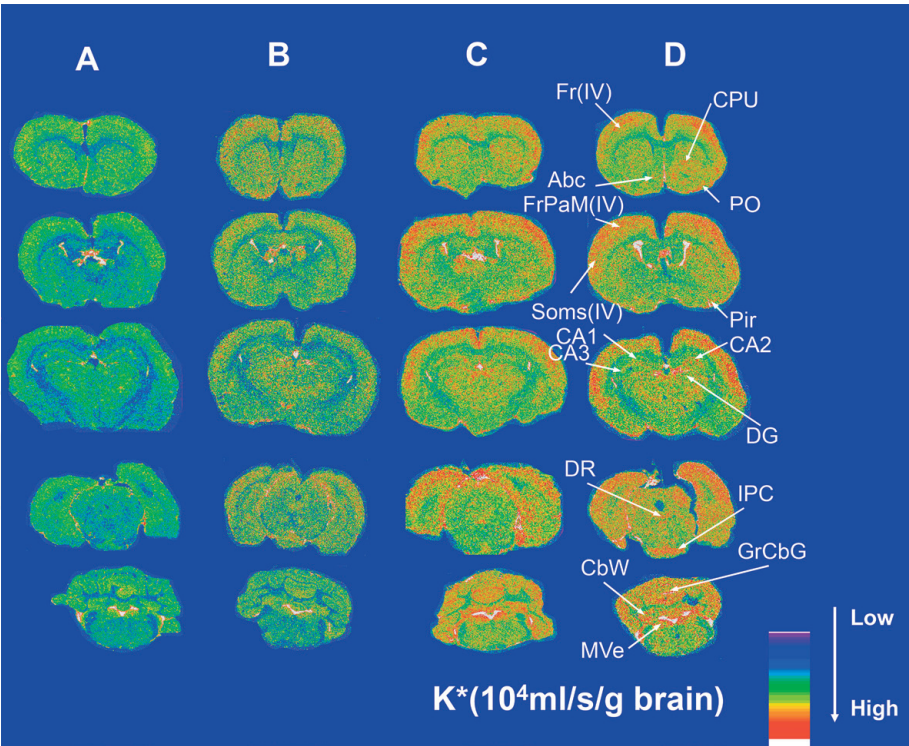 A B C D
Fr(IV)
CPU
Abc
PO
FrPaM(IV)
Soms(IV)
Pir
CA1
CA2
CA3
DG
DR
IPC
GrCbG
CbW
MVe
Low
High
K*(10⁴ml/s/g brain)